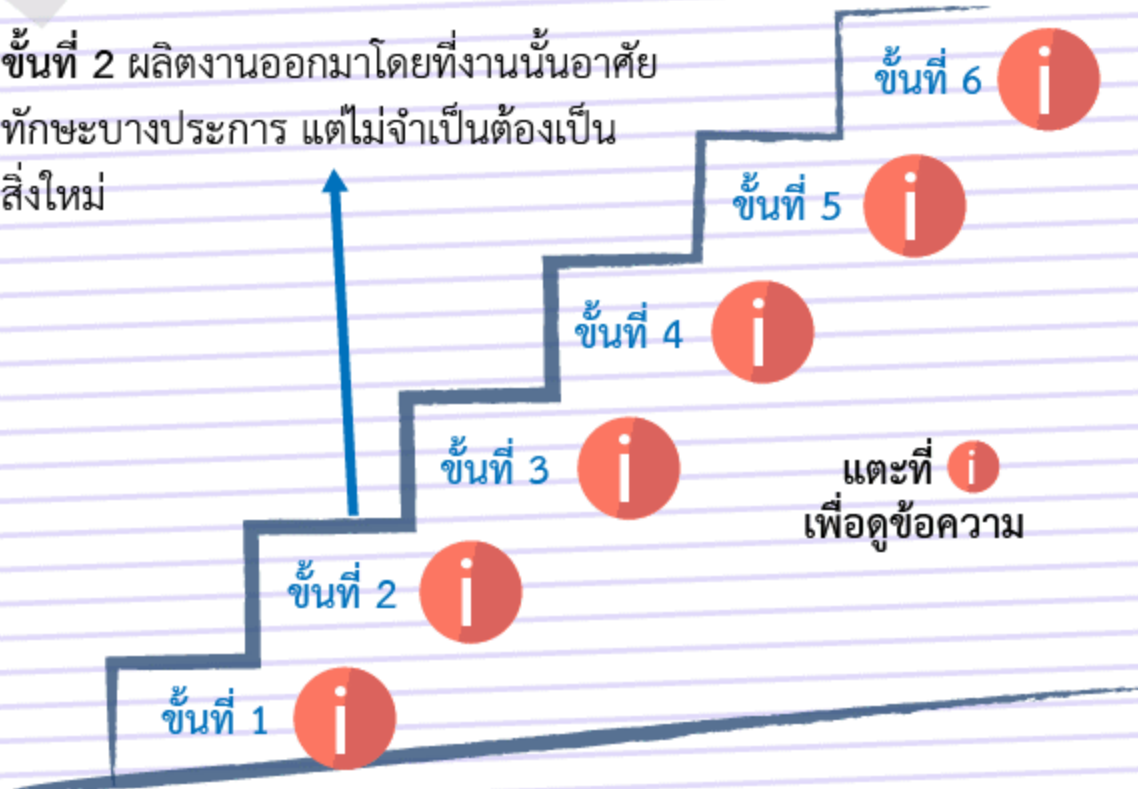 ขั้นที่ 2 ผลิตงานออกมาโดยที่งานนั้นอาศัย
ทักษะบางประการ แต่ไม่จำเป็นต้องเป็น
สิ่งใหม่
ขั้นที่ 6
ขั้นที่ 5
ขั้นที่ 4
ขั้นที่ 3
แตะที่ i
เพื่อดูข้อความ
ขั้นที่ 2
ขั้นที่ 1